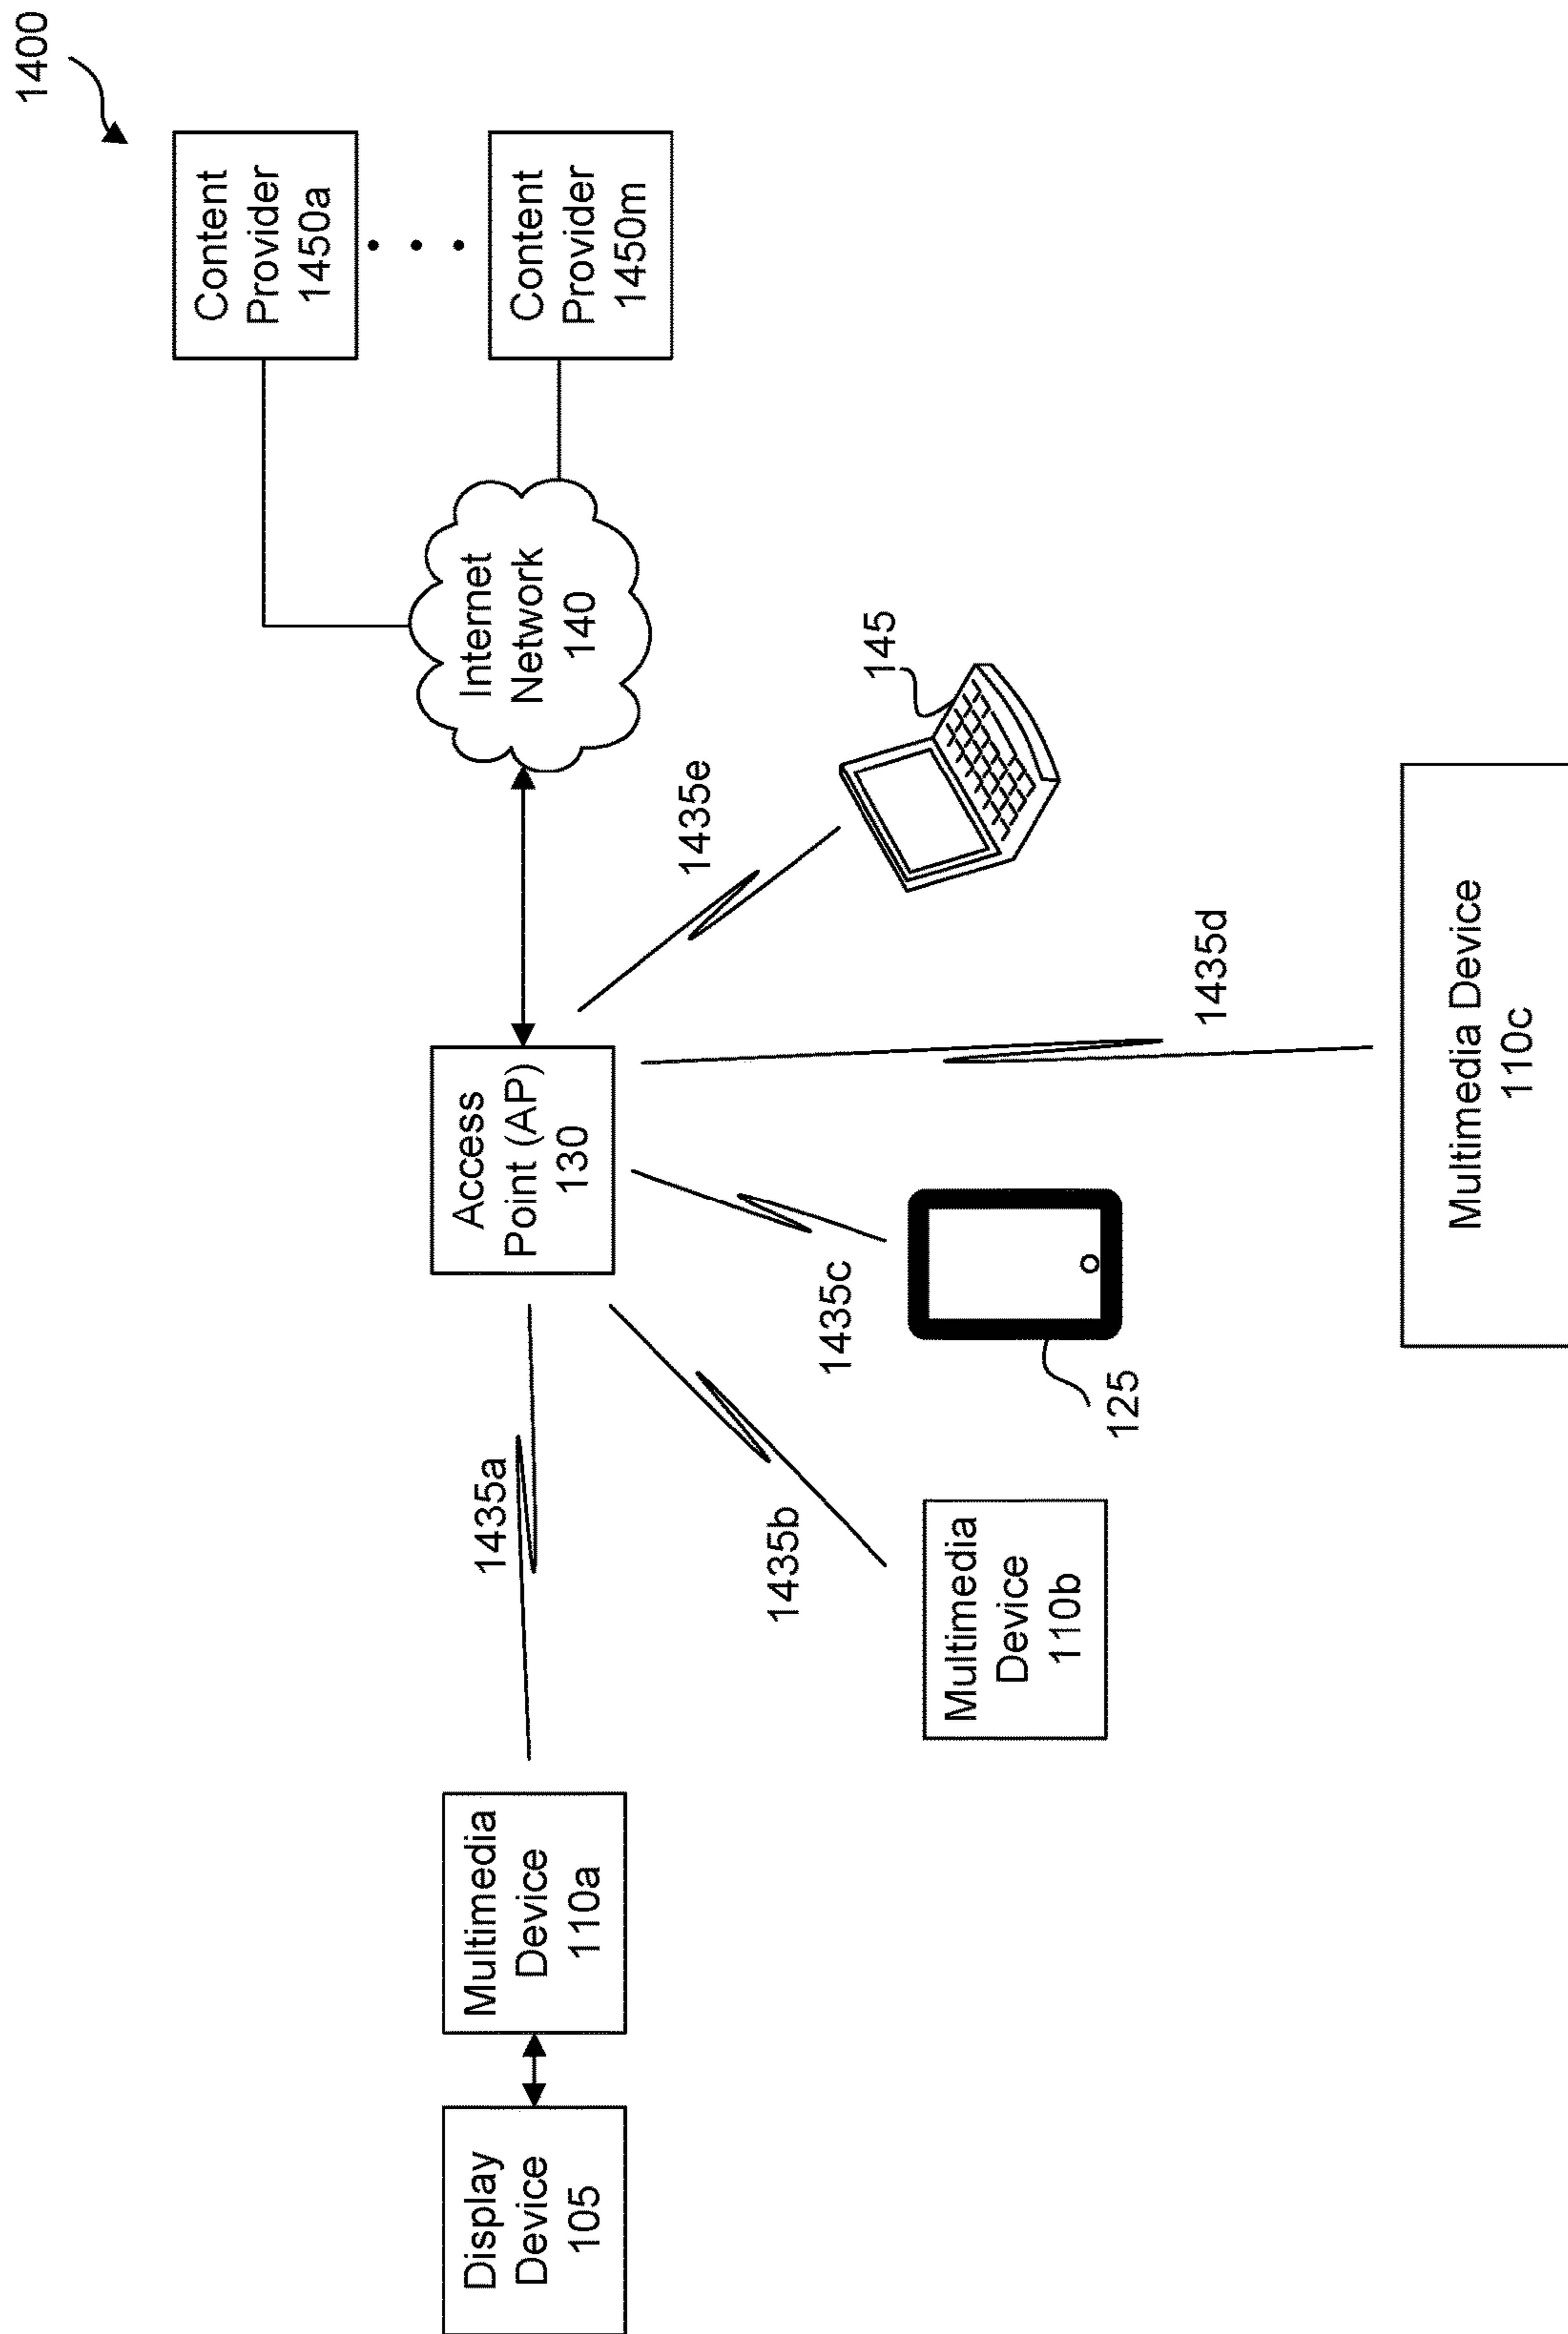 1400
Content
Provider
1450a
Content
Provider
1450m
Internet
Network
140
145
1435e
Access
Point (AP)
130
1435d
1435a
1435c
1435b
125
Multimedia
Device
110a
Multimedia
Device
110b
Multimedia Device
110c
Display
Device
105